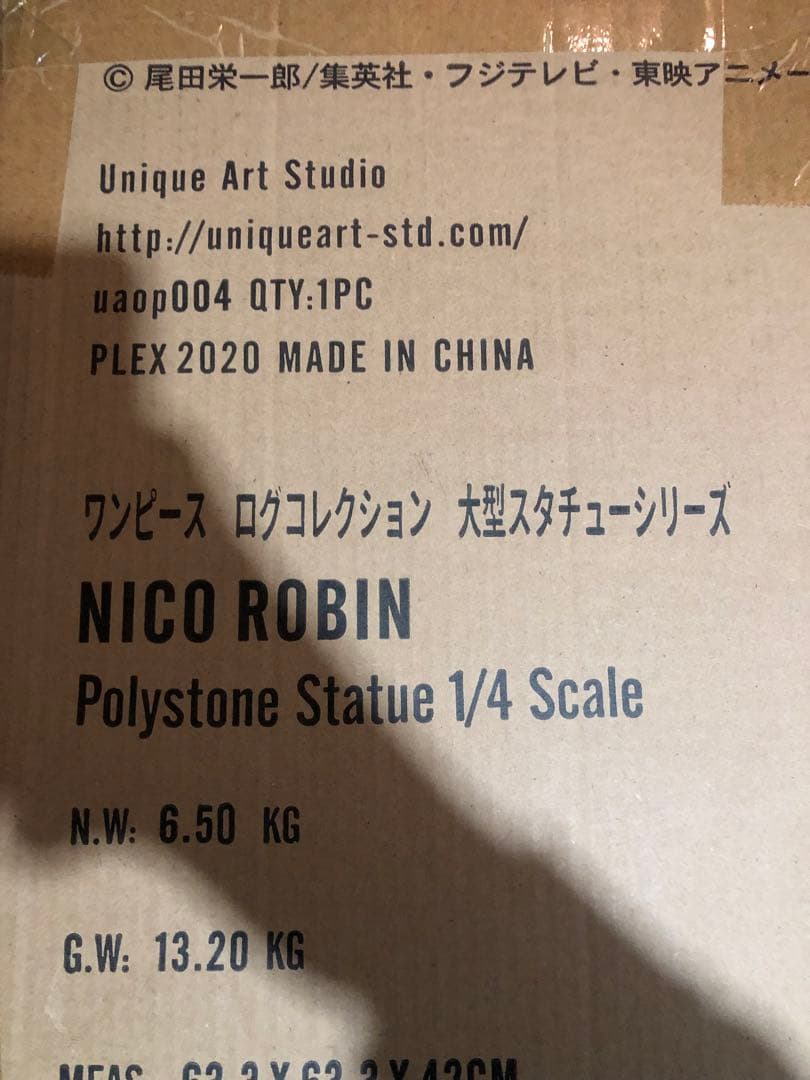 © 尾田栄一郎/集英社・フジテレビ・東映アニメー
Unique Art Studio
http://uniqueart-std.com/
uaop004 QTY:1PC
PLEX 2020 MADE IN CHINA
ワンピース ログコレクション 大型スタチューシリーズ
NICO ROBIN
Polystone Statue 1/4 Scale
N.W: 6.50 KG
G.W: 13.20 KG
MEAS